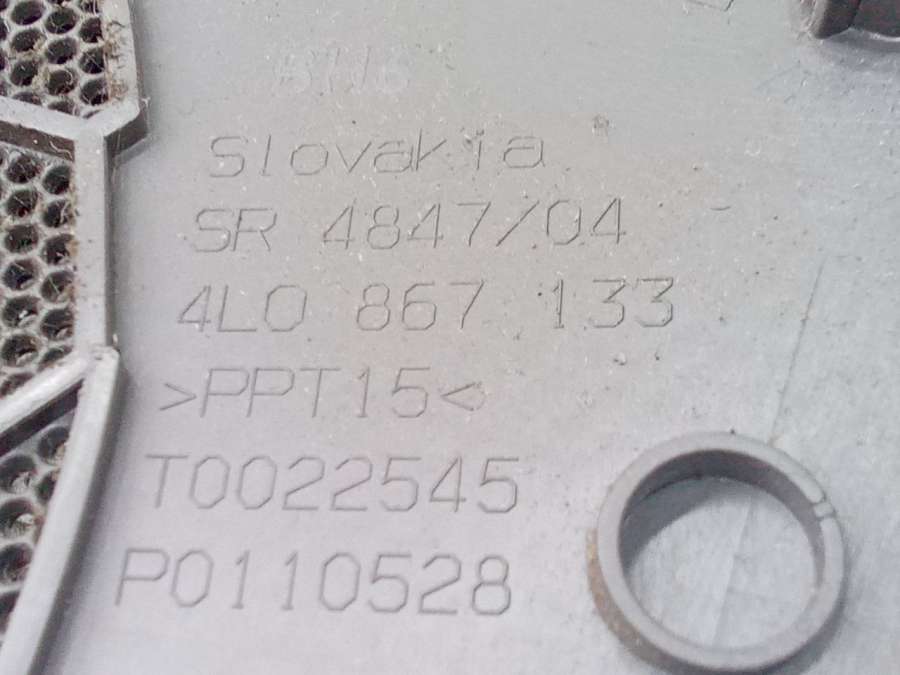 Slovakia
SR 4847/04
4L0 867 133
>PPT15<
T0022545
P0110528